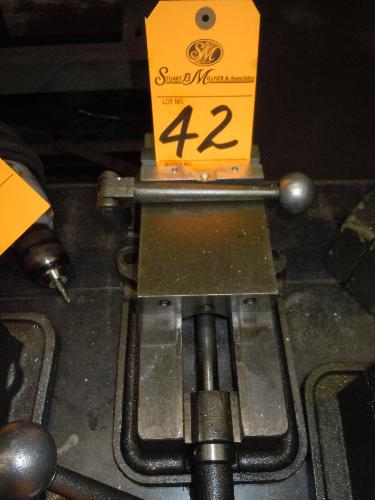 SM
STUART B MILLNER & Associates
LOT NO.
42
BUYER NO.